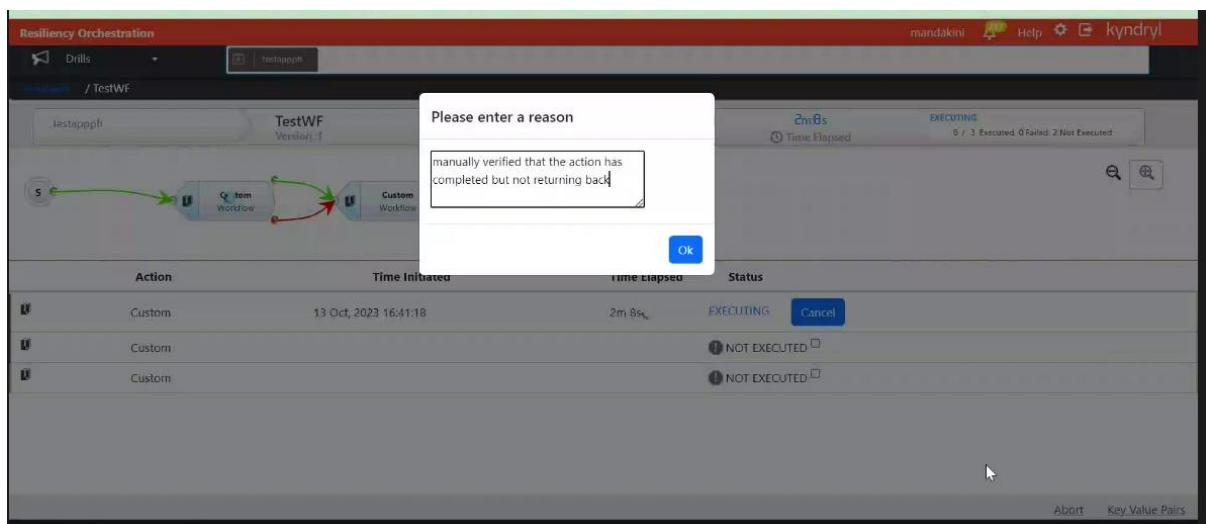 Resiliency Orchestration
mandakini Help kyndryl
Drills testappph
/ TestWF
testappph
TestWF
Version: 1
Time Elapsed
EXECUTING
0 / 3 Executed 0 Failed 2 Not Executed
Please enter a reason
manually verified that the action has
completed but not returning back
Ok
S
Custom
Workflow
Custom
Workflow
Action Time Initiated Time Elapsed Status
Custom 13 Oct, 2023 16:41:18 2m 8s EXECUTING Cancel
Custom NOT EXECUTED
Custom NOT EXECUTED
Abort Key Value Pairs